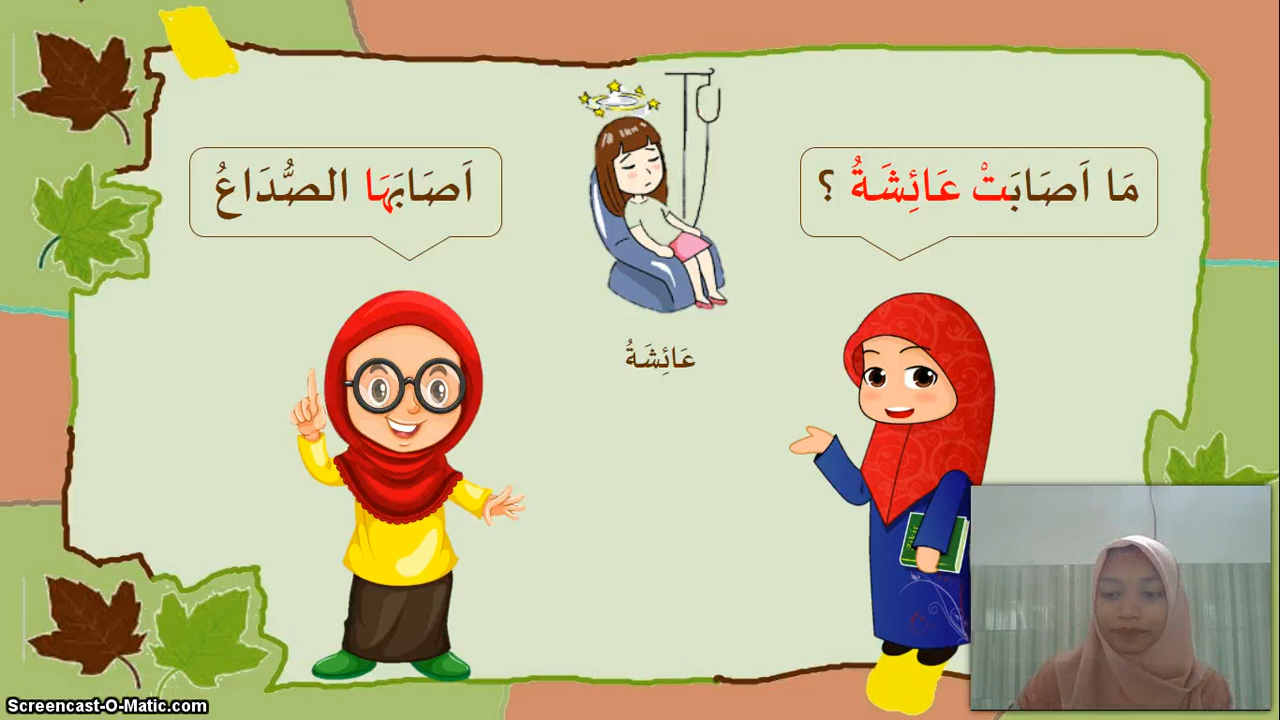 مَا اَصَابَتْ عَائِشَةُ ؟
اَصَابَهَا الصُّدَاعُ
عَائِشَةُ
Screencast-O-Matic.com